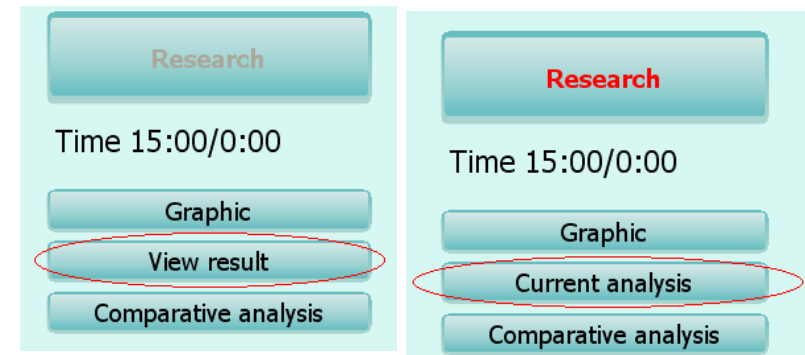 Research
Time 15:00/0:00
Graphic
View result
Comparative analysis
Research
Time 15:00/0:00
Graphic
Current analysis
Comparative analysis